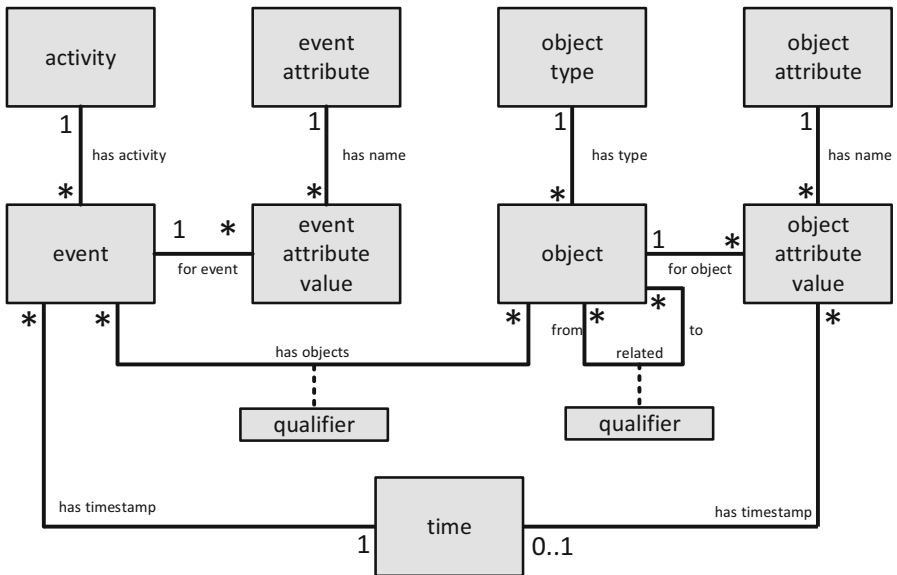 activity
event
attribute
object
type
object
attribute
1
has activity
*
1
has name
*
1
has type
*
1
has name
*
event
1
*
for event
event
attribute
value
object
1
*
for object
object
attribute
value
*
*
*
from
*
*
to
*
has objects
related
qualifier
qualifier
has timestamp
time
has timestamp
1
0..1